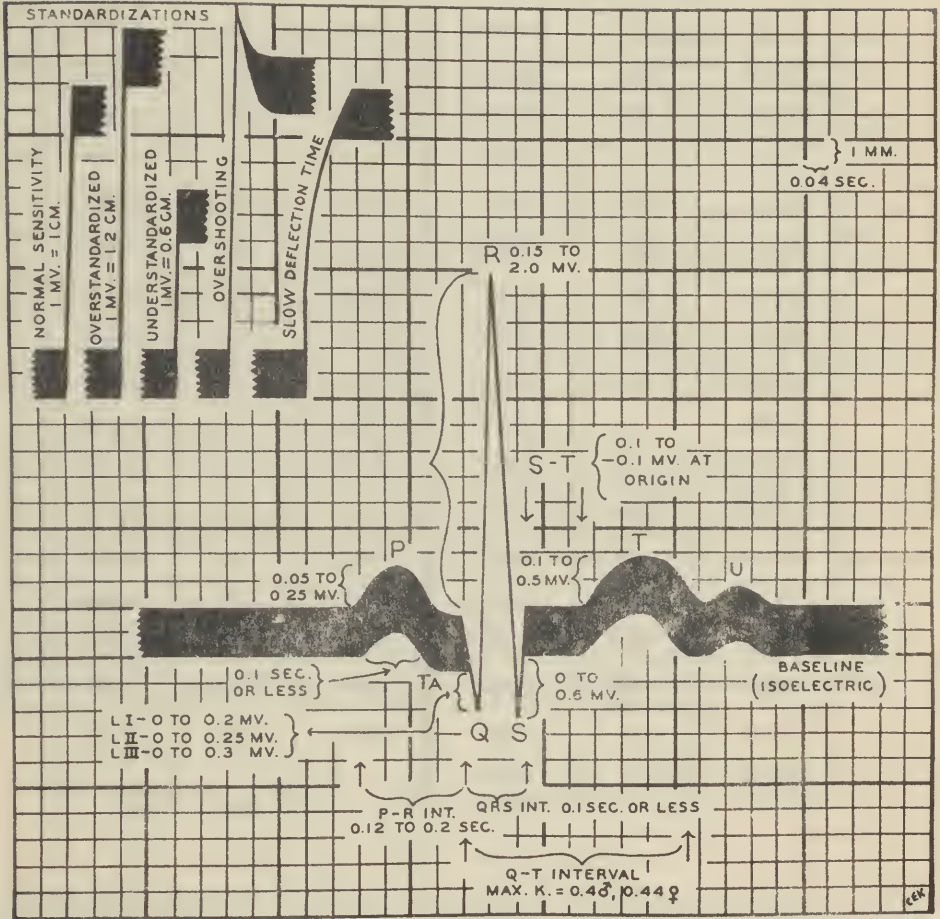 STANDARDIZATIONS
NORMAL SENSITIVITY
1 MV. = 1 CM.
OVERSTANDARDIZED
1 MV. = 1.2 CM.
UNDERSTANDARDIZED
1 MV. = 0.6 CM.
OVERSHOOTING
SLOW DEFLECTION TIME
1 MM.
0.04 SEC.
R
0.15 TO
2.0 MV.
S-T
0.1 TO
-0.1 MV. AT
ORIGIN
P
0.05 TO
0.25 MV.
0.1 TO
0.5 MV.
T
U
0.1 SEC.
OR LESS
TA
0 TO
0.6 MV.
BASELINE
(ISOELECTRIC)
Q
S
L I - 0 TO 0.2 MV.
L II - 0 TO 0.25 MV.
L III - 0 TO 0.3 MV.
P-R INT.
0.12 TO 0.2 SEC.
QRS INT. 0.1 SEC. OR LESS
Q-T INTERVAL
MAX. K. = 0.4♂, 0.44♀
CEK